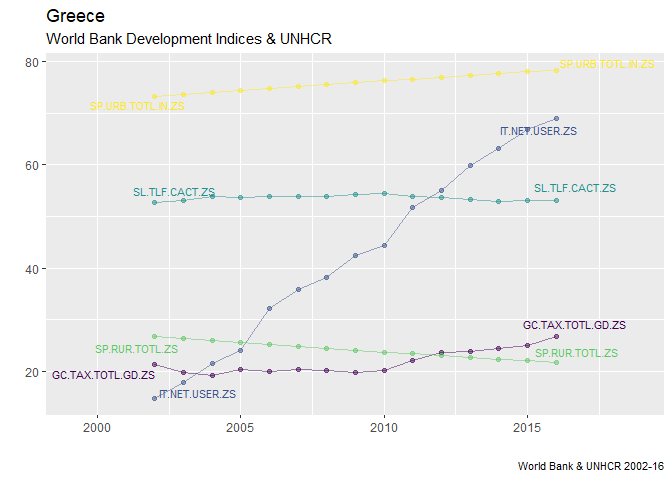 Greece
World Bank Development Indices & UNHCR
80
SP.URB.TOTL.IN.ZS
SP.URB.TOTL.IN.ZS
IT.NET.USER.ZS
60
SL.TLF.CACT.ZS
SL.TLF.CACT.ZS
40
GC.TAX.TOTL.GD.ZS
SP.RUR.TOTL.ZS
SP.RUR.TOTL.ZS
20
GC.TAX.TOTL.GD.ZS
IT.NET.USER.ZS
2000 2005 2010 2015
World Bank & UNHCR 2002-16